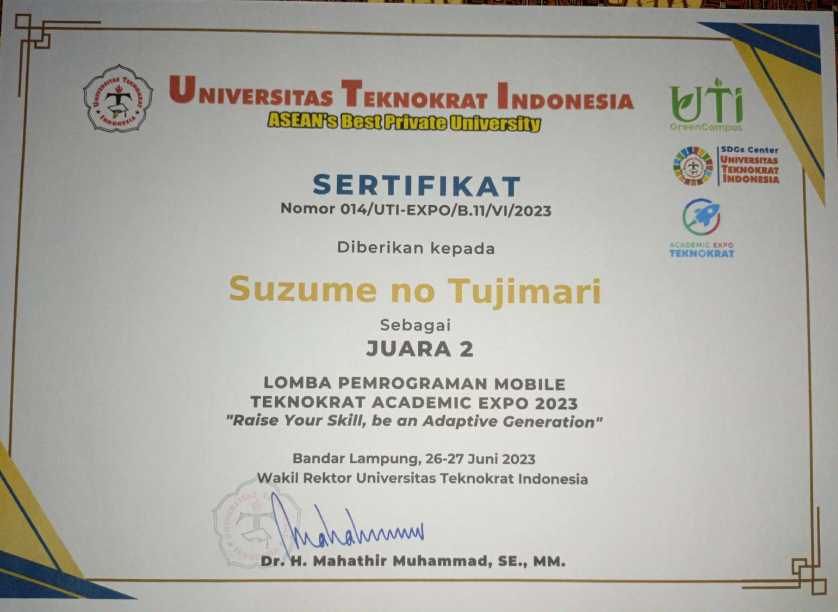 UNIVERSITAS TEKNOKRAT INDONESIA
UNIVERSITAS TEKNOKRAT INDONESIA
ASEAN's Best Private University
UTI
GreenCampus
SDGs Center
UNIVERSITAS
TEKNOKRAT
INDONESIA
ACADEMIC EXPO
TEKNOKRAT
SERTIFIKAT
Nomor 014/UTI-EXPO/B.11/VI/2023
Diberikan kepada
Suzume no Tujimari
Sebagai
JUARA 2
LOMBA PEMROGRAMAN MOBILE
TEKNOKRAT ACADEMIC EXPO 2023
"Raise Your Skill, be an Adaptive Generation"
Bandar Lampung, 26-27 Juni 2023
Wakil Rektor Universitas Teknokrat Indonesia
Dr. H. Mahathir Muhammad, SE., MM.